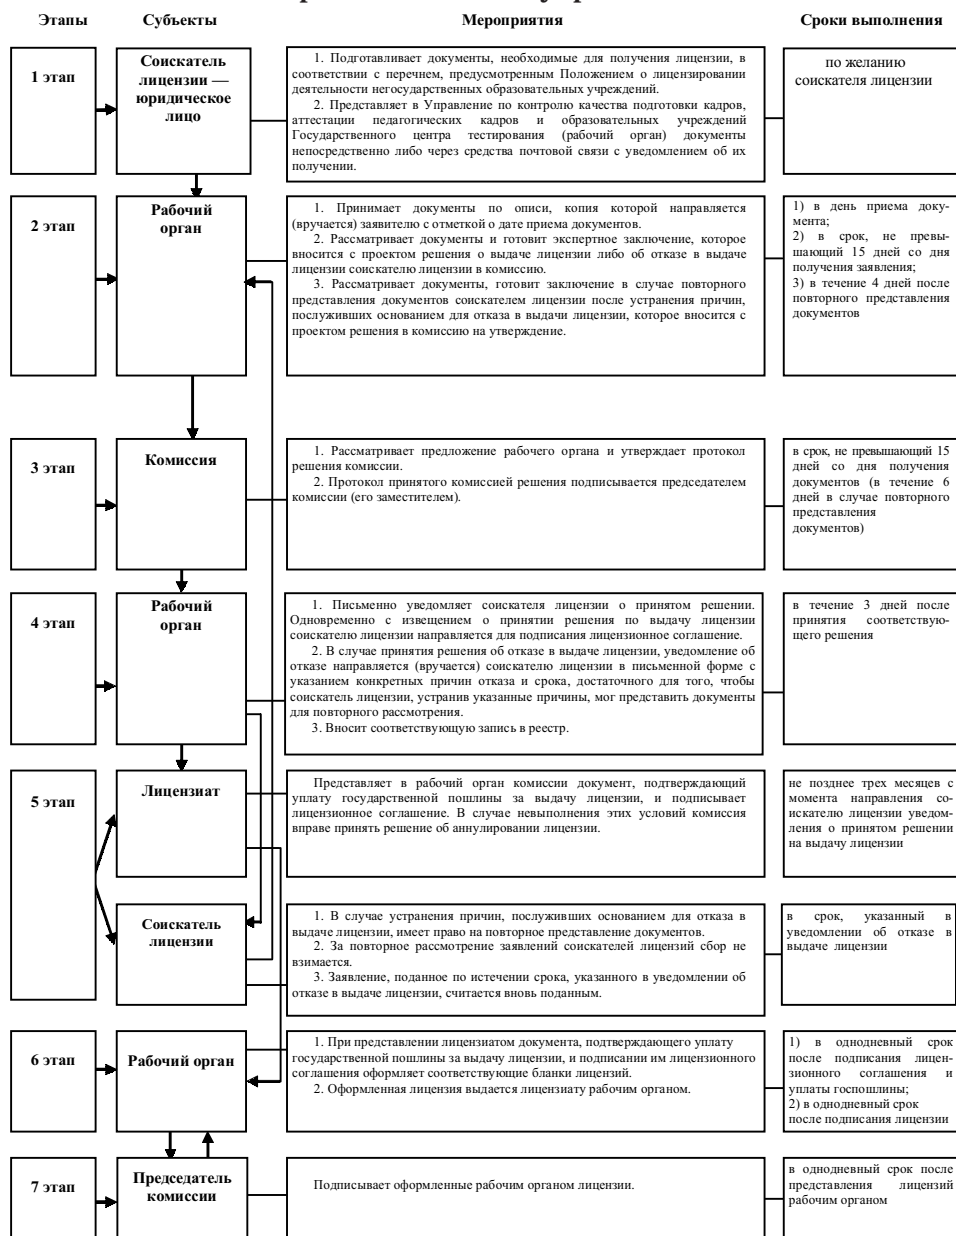 Этапы
Субъекты
Мероприятия
Сроки выполнения
1 этап
Соискатель
лицензии —
юридическое
лицо
1. Подготавливает документы, необходимые для получения лицензии, в
соответствии с перечнем, предусмотренным Положением о лицензировании
деятельности негосударственных образовательных учреждений.
2. Представляет в Управление по контролю качества подготовки кадров,
аттестации педагогических кадров и образовательных учреждений
Государственного центра тестирования (рабочий орган) документы
непосредственно либо через средства почтовой связи с уведомлением об их
получении.
по желанию
соискателя лицензии
2 этап
Рабочий
орган
1. Принимает документы по описи, копия которой направляется
(вручается) заявителю с отметкой о дате приема документов.
2. Рассматривает документы и готовит экспертное заключение, которое
вносится с проектом решения о выдаче лицензии либо об отказе в выдаче
лицензии соискателю лицензии в комиссию.
3. Рассматривает документы, готовит заключение в случае повторного
представления документов соискателем лицензии после устранения причин,
послуживших основанием для отказа в выдачи лицензии, которое вносится с
проектом решения в комиссию на утверждение.
1) в день приема доку-
мента;
2) в срок, не превы-
шающий 15 дней со дня
получения заявления;
3) в течение 4 дней после
повторного представления
документов
3 этап
Комиссия
1. Рассматривает предложение рабочего органа и утверждает протокол
решения комиссии.
2. Протокол принятого комиссией решения подписывается председателем
комиссии (его заместителем).
в срок, не превышающий 15
дней со дня получения
документов (в течение 6
дней в случае повторного
представления
документов)
4 этап
Рабочий
орган
1. Письменно уведомляет соискателя лицензии о принятом решении.
Одновременно с извещением о принятии решения по выдачу лицензии
соискателю лицензии направляется для подписания лицензионное соглашение.
2. В случае принятия решения об отказе в выдаче лицензии, уведомление об
отказе направляется (вручается) соискателю лицензии в письменной форме с
указанием конкретных причин отказа и срока, достаточного для того, чтобы
соискатель лицензии, устранив указанные причины, мог представить документы
для повторного рассмотрения.
3. Вносит соответствующую запись в реестр.
в течение 3 дней после
принятия соответствую-
щего решения
5 этап
Лицензиат
Представляет в рабочий орган комиссии документ, подтверждающий
уплату государственной пошлины за выдачу лицензии, и подписывает
лицензионное соглашение. В случае невыполнения этих условий комиссия
вправе принять решение об аннулировании лицензии.
не позднее трех месяцев с
момента направления со-
искателю лицензии уведом-
ления о принятом решении
на выдачу лицензии
Соискатель
лицензии
1. В случае устранения причин, послуживших основанием для отказа в
выдаче лицензии, имеет право на повторное представление документов.
2. За повторное рассмотрение заявлений соискателей лицензий сбор не
взимается.
3. Заявление, поданное по истечении срока, указанного в уведомлении об
отказе в выдаче лицензии, считается вновь поданным.
в срок, указанный в
уведомлении об отказе в
выдаче лицензии
6 этап
Рабочий орган
1. При представлении лицензиатом документа, подтверждающего уплату
государственной пошлины за выдачу лицензии, и подписании им лицензионного
соглашения оформляет соответствующие бланки лицензий.
2. Оформленная лицензия выдается лицензиату рабочим органом.
1) в однодневный срок
после подписания лицен-
зионного соглашения и
уплаты госпошлины;
2) в однодневный срок
после подписания лицензии
7 этап
Председатель
комиссии
Подписывает оформленные рабочим органом лицензии.
в однодневный срок после
представления лицензий
рабочим органом